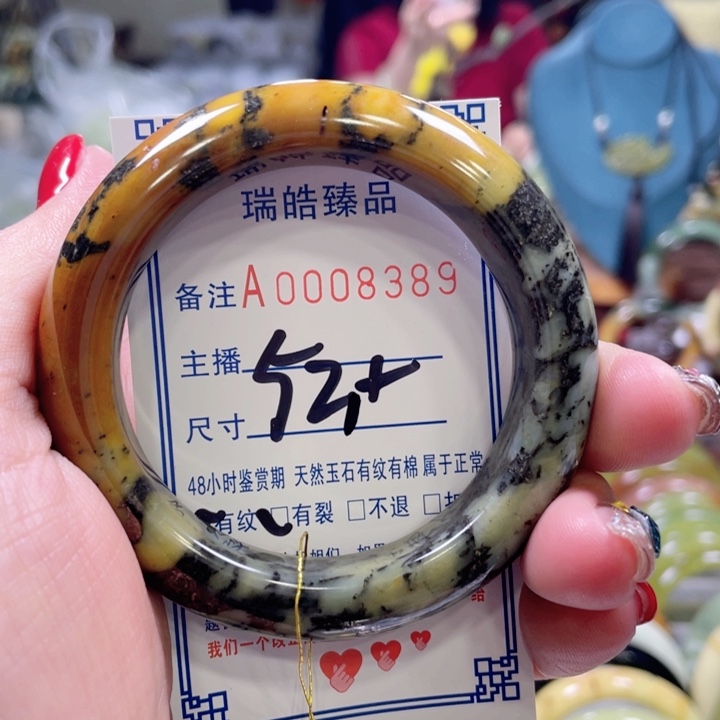 瑞皓臻品
备注A0008389
主播
尺寸 52+
48小时鉴赏期 天然玉石有纹有棉属于正常
有纹 □有裂 □不退 □
我们一个